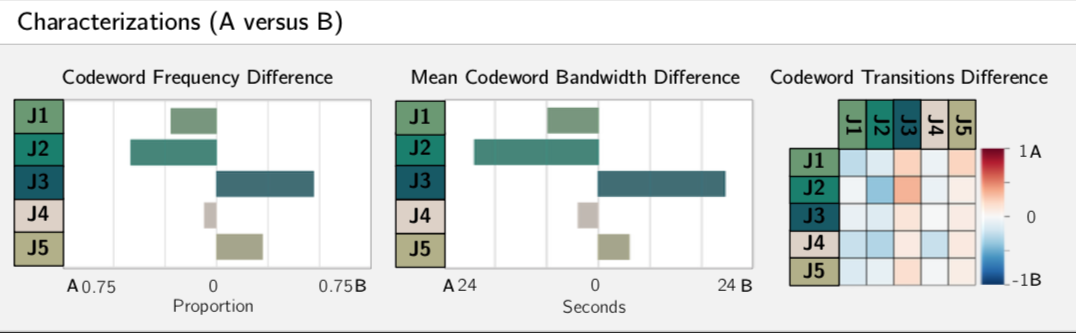 Characterizations (A versus B)
Codeword Frequency Difference
J1
J2
J3
J4
J5
A 0.75 0 0.75 B
Proportion
Mean Codeword Bandwidth Difference
J1
J2
J3
J4
J5
A 24 0 24 B
Seconds
Codeword Transitions Difference
J1 J2 J3 J4 J5
J1
J2
J3
J4
J5
1 A
0
-1 B